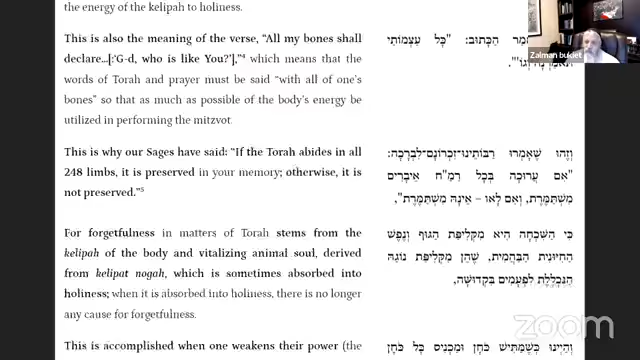 the energy of the kelipah to holiness.
This is also the meaning of the verse, "All my bones shall
declare...[:'G-d, who is like You?']."⁴ which means that the
words of Torah and prayer must be said "with all of one's
bones" so that as much as possible of the body's energy be
utilized in performing the mitzvot.
הַכָּתוּב: "כָּל עַצְמוֹתַי
Zalman bukiet
This is why our Sages have said: "If the Torah abides in all
248 limbs, it is preserved in your memory; otherwise, it is
not preserved."⁵
וְזֶהוּ שֶׁאָמְרוּ רַבּוֹתֵינוּ-זִכְרוֹנָם-לִבְרָכָה:
"אִם עֲרוּכָה בְּכָל רַמַ"ח אֵיבָרִים
מִשְׁתַּמֶּרֶת, וְאִם לָאו – אֵינָהּ מִשְׁתַּמֶּרֶת",
For forgetfulness in matters of Torah stems from the
kelipah of the body and vitalizing animal soul, derived
from kelipat nogah, which is sometimes absorbed into
holiness; when it is absorbed into holiness, there is no longer
any cause for forgetfulness.
כִּי הַשִּׁכְחָה הִיא מִקְּלִיפַּת הַגּוּף וְנֶפֶשׁ
הַחִיּוּנִית הַבַּהֲמִית, שֶׁהֵן מִקְּלִיפַּת נוֹגַהּ
הַנִּכְלֶלֶת לִפְעָמִים בִּקְדוּשָּׁה,
This is accomplished when one weakens their power (the
וְהַיְינוּ כְּשֶׁמַּתִּישׁ כֹּחָן וּמַכְנִיס כָּל כֹּחָן
zoom